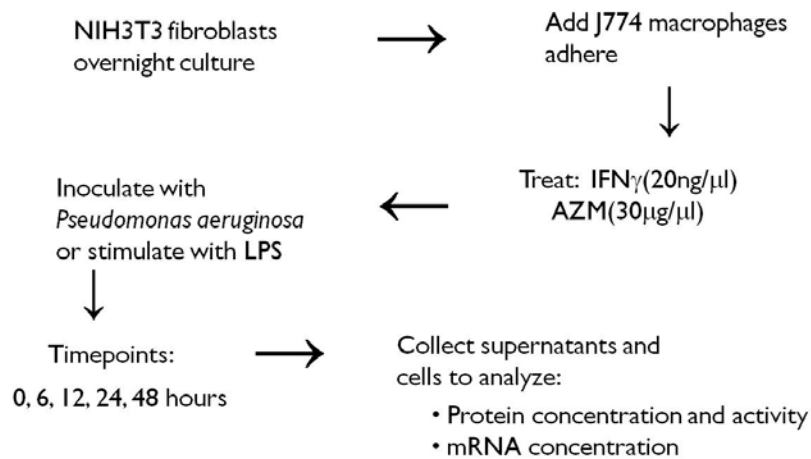 NIH3T3 fibroblasts
overnight culture
Add J774 macrophages
adhere
Treat: IFNγ(20ng/µl)
AZM(30µg/µl)
Inoculate with
Pseudomonas aeruginosa
or stimulate with LPS
Timepoints:
0, 6, 12, 24, 48 hours
Collect supernatants and
cells to analyze:
• Protein concentration and activity
• mRNA concentration